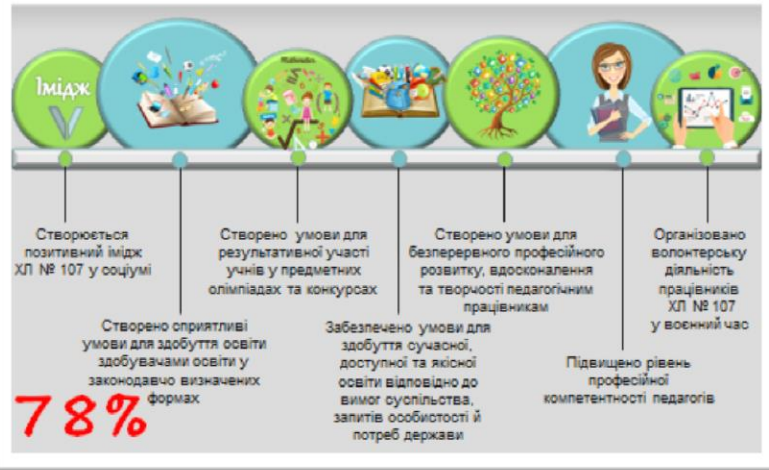 Імідж
Mathematics
Створюється
позитивний імідж
ХЛ № 107 у соціумі
Створено сприятливі
умови для здобуття освіти
здобувачами освіти у
законодавчо визначених
формах
Створено умови для
результативної участі
учнів у предметних
олімпіадах та конкурсах
Забезпечено умови для
здобуття сучасної,
доступної та якісної
освіти відповідно до
вимог суспільства,
запитів особистості й
потреб держави
Створено умови для
безперервного професійного
розвитку, вдосконалення
та творчості педагогічним
працівникам
Підвищено рівень
професійної
компетентності педагогів
Організовано
волонтерську
діяльність
працівників
ХЛ № 107
у воєнний час
78%